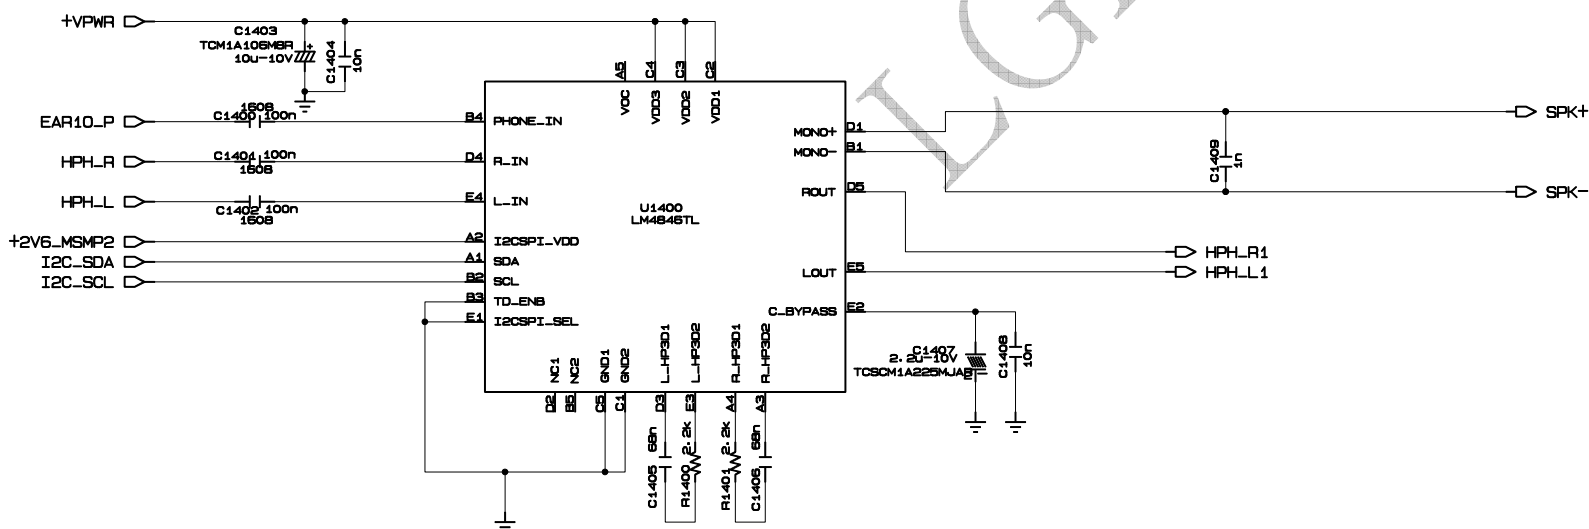 +VPWR
C1403
TCM1A106M8R
10u-10V
+
C1404
10n
1608
C1400 100n
EAR1O_P
HPH_R
C1401 100n
1608
HPH_L
C1402 100n
1608
+2V6_MSMP2
I2C_SDA
I2C_SCL
A5
C4
C3
C2
VOC
VDD3
VDD2
VDD1
B4
PHONE_IN
D4
R_IN
E4
L_IN
A2
I2CSPI_VDD
A1
SDA
B2
SCL
B3
TD_ENB
E1
I2CSPI_SEL
U1400
LM4845TL
MONO+
D1
MONO-
B1
ROUT
D5
LOUT
E5
C_BYPASS
E2
NC1
NC2
GND1
GND2
L_HP3D1
L_HP3D2
R_HP3D1
R_HP3D2
D2
B5
C5
C1
D3
E3
A4
A3
C1405
68n
R1400
2.2K
R1401
2.2K
C1406
68n
SPK+
C1409
1n
SPK-
HPH_R1
HPH_L1
C1407
2.2u-10V
TCSCM1A225MJAR
C1408
10n